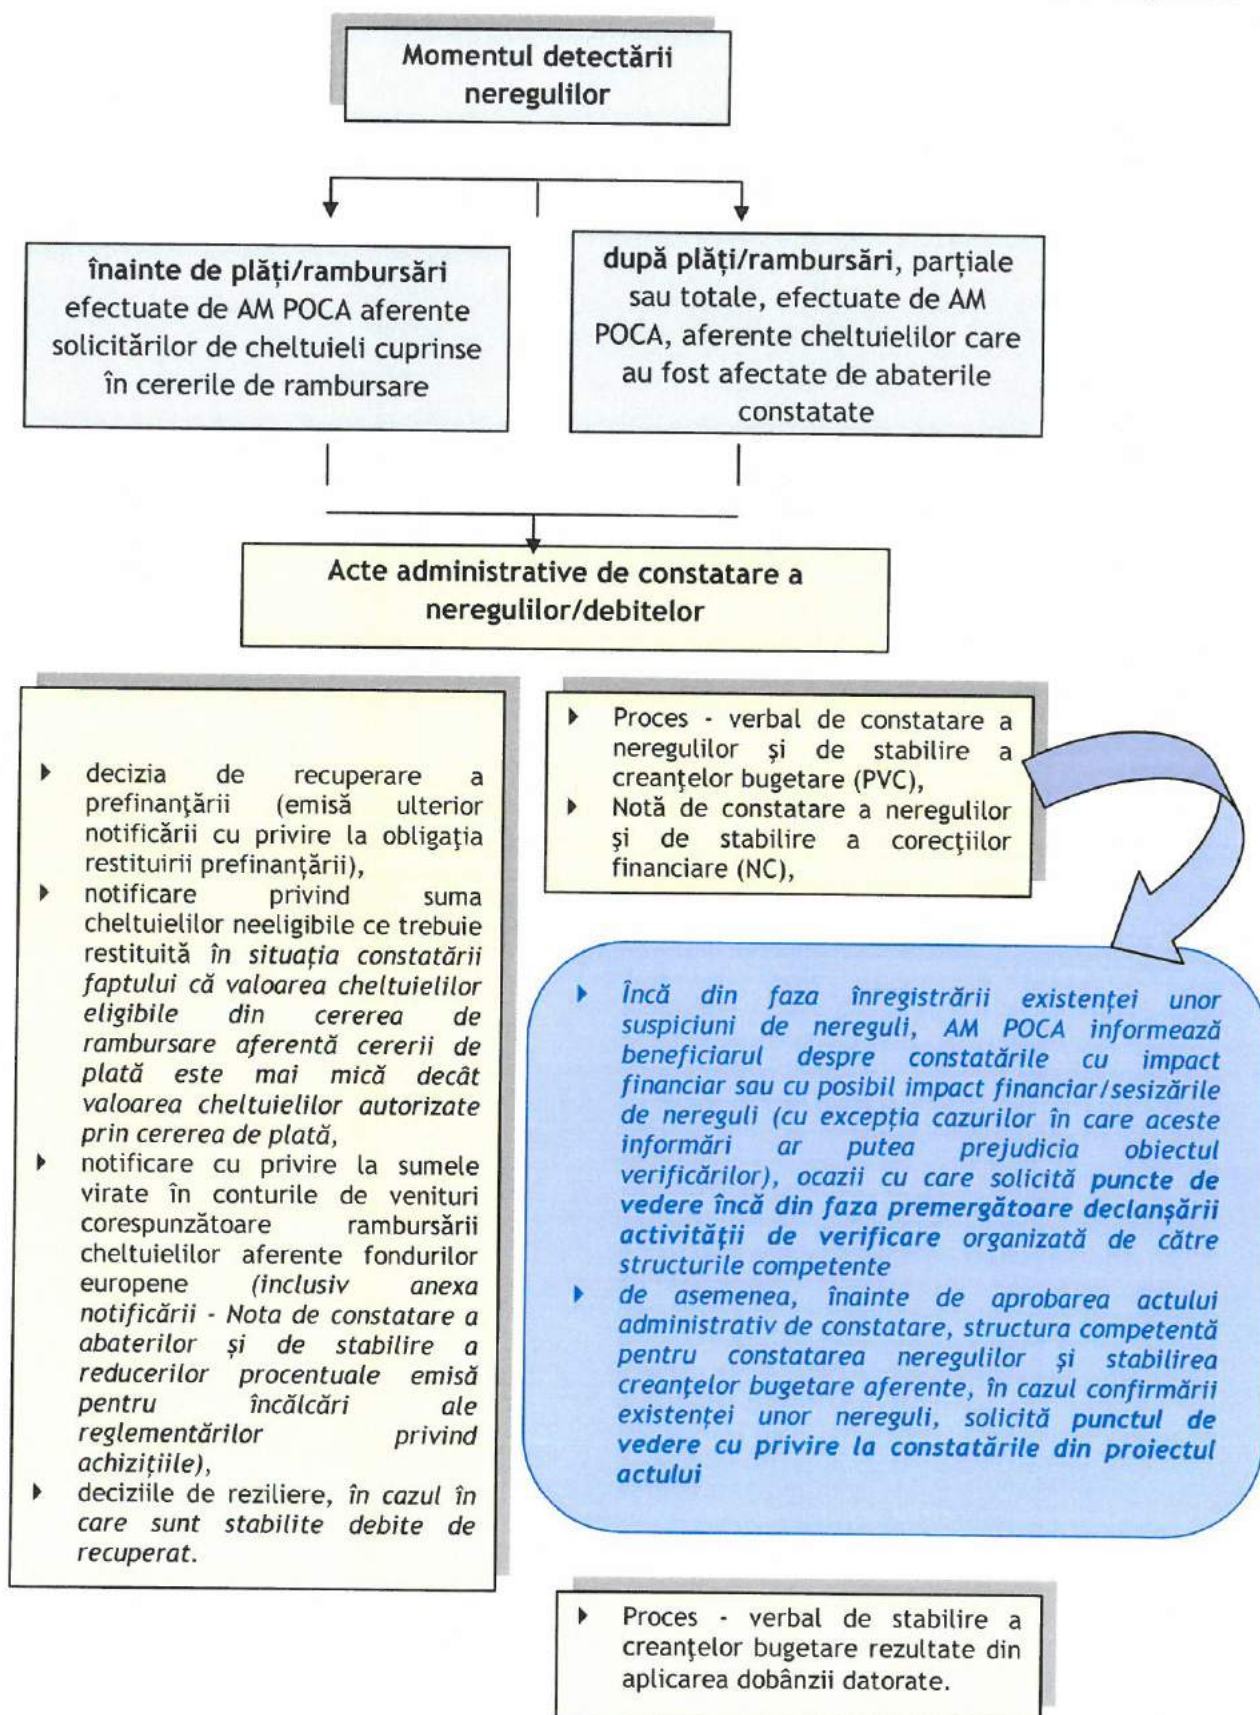 Momentul detectării
neregulilor
înainte de plăți/rambursări
efectuate de AM POCA aferente
solicitărilor de cheltuieli cuprinse
în cererile de rambursare
după plăți/rambursări, parțiale
sau totale, efectuate de AM
POCA, aferente cheltuielilor care
au fost afectate de abaterile
constatate
Acte administrative de constatare a
neregulilor/debitelor
decizia de recuperare a
prefinanţării (emisă ulterior
notificării cu privire la obligaţia
restituirii prefinanţării),
notificare privind suma
cheltuielilor neeligibile ce trebuie
restituită în situația constatării
faptului că valoarea cheltuielilor
eligibile din cererea de
rambursare aferentă cererii de
plată este mai mică decât
valoarea cheltuielilor autorizate
prin cererea de plată,
notificare cu privire la sumele
virate în conturile de venituri
corespunzătoare rambursării
cheltuielilor aferente fondurilor
europene (inclusiv anexa
notificării - Nota de constatare a
abaterilor și de stabilire a
reducerilor procentuale emisă
pentru încălcări ale
reglementărilor privind
achizițiile),
deciziile de reziliere, în cazul în
care sunt stabilite debite de
recuperat.
Proces - verbal de constatare a
neregulilor și de stabilire a
creanţelor bugetare (PVC),
Notă de constatare a neregulilor
și de stabilire a corecțiilor
financiare (NC),
Încă din faza înregistrării existenței unor
suspiciuni de nereguli, AM POCA informează
beneficiarul despre constatările cu impact
financiar sau cu posibil impact financiar/sesizările
de nereguli (cu excepția cazurilor în care aceste
informări ar putea prejudicia obiectul
verificărilor), ocazii cu care solicită puncte de
vedere încă din faza premergătoare declanșării
activității de verificare organizată de către
structurile competente
de asemenea, înainte de aprobarea actului
administrativ de constatare, structura competentă
pentru constatarea neregulilor și stabilirea
creanțelor bugetare aferente, în cazul confirmării
existenței unor nereguli, solicită punctul de
vedere cu privire la constatările din proiectul
actului
Proces - verbal de stabilire a
creanţelor bugetare rezultate din
aplicarea dobânzii datorate.